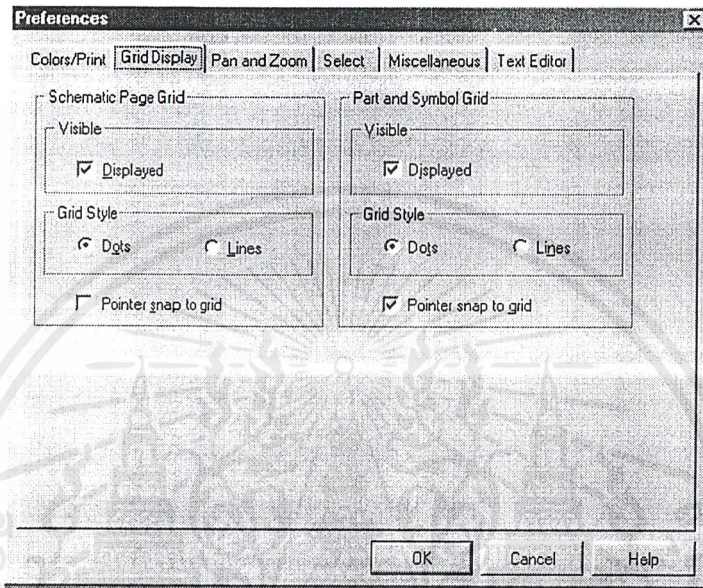 Preferences
Colors/Print Grid Display Pan and Zoom Select Miscellaneous Text Editor
Schematic Page Grid
Visible
Displayed
Grid Style
Dots Lines
Pointer snap to grid
Part and Symbol Grid
Visible
Displayed
Grid Style
Dots Lines
Pointer snap to grid
OK Cancel Help